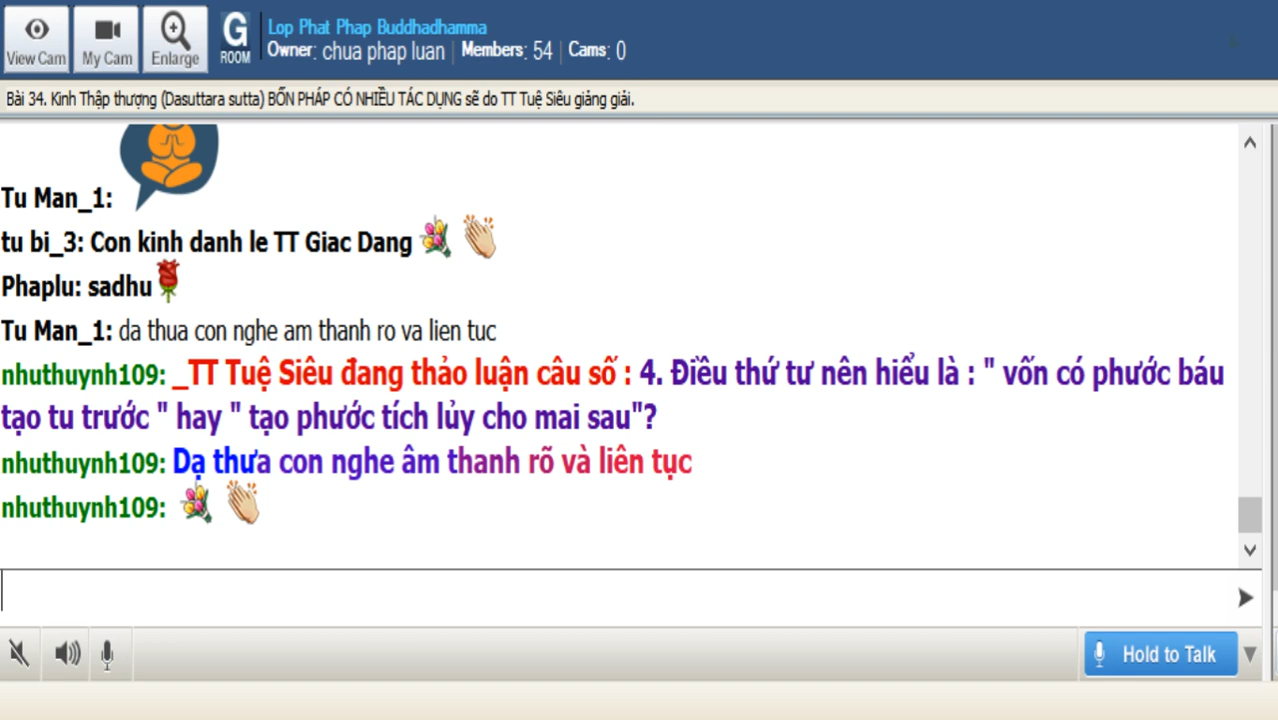 Lop Phat Phap Buddhadhamma
View Cam My Cam Enlarge G ROOM Owner: chua phap luan | Members: 54 | Cams: 0
Bài 34. Kinh Thập thượng (Dasuttara sutta) BỐN PHÁP CÓ NHIỀU TÁC DỤNG sẽ do TT Tuệ Siêu giảng giải.
Tu Man_1:
tu bi_3: Con kinh danh le TT Giac Dang
Phaplu: sadhu
Tu Man_1: da thua con nghe am thanh ro va lien tuc
nhuthuynh109: _TT Tuệ Siêu đang thảo luận câu số : 4. Điều thứ tư nên hiểu là : " vốn có phước báu
tạo tu trước " hay " tạo phước tích lủy cho mai sau"?
nhuthuynh109: Dạ thưa con nghe âm thanh rõ và liên tục
nhuthuynh109:
Hold to Talk